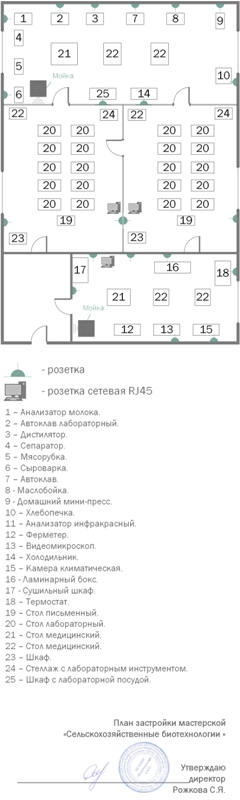 1 2 3 7 8 9
4
21 22 22
5
10
Мойка
6
25 14
22 24 22 24
20 20 20 20
20 20 20 20
20 20 20 20
20 20 20 20
20 20 20 20
19 19
23 23
17 16 18
21 22 22
Мойка
12 13 15
- розетка
- розетка сетевая RJ45
1 – Анализатор молока.
2 – Автоклав лабораторный.
3 – Дистилятор.
4 – Сепаратор.
5 – Мясорубка.
6 – Сыроварка.
7 – Автоклав.
8 - Маслобойка.
9 - Домашний мини-пресс.
10 – Хлебопечка.
11 – Анализатор инфракрасный.
12 – Ферметер.
13 – Видеомикроскоп.
14 – Холодильник.
15 – Камера климатическая.
16 - Ламинарный бокс.
17 - Сушильный шкаф.
18 – Термостат.
19 – Стол письменный.
20 – Стол лабораторный.
21 – Стол медицинский.
22 – Стол медицинский.
23 – Шкаф.
24 – Стеллаж с лабораторным инструментом.
25 – Шкаф с лабораторной посудой.
План застройки мастерской
«Сельскохозяйственные биотехнологии »
Утверждаю
директор
Рожкова С.Я.